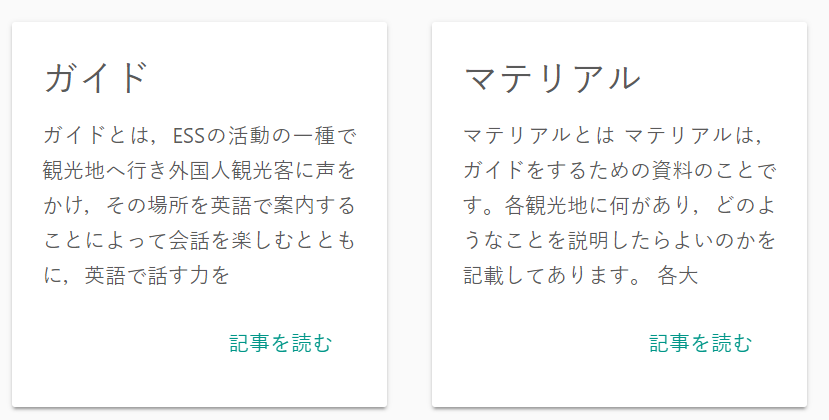 ガイド
ガイドとは，ESSの活動の一種で
観光地へ行き外国人観光客に声を
かけ，その場所を英語で案内する
ことによって会話を楽しむととも
に，英語で話す力を
記事を読む
マテリアル
マテリアルとは マテリアルは，
ガイドをするための資料のことで
す。各観光地に何があり，どのよ
うなことを説明したらよいのかを
記載してあります。 各大
記事を読む